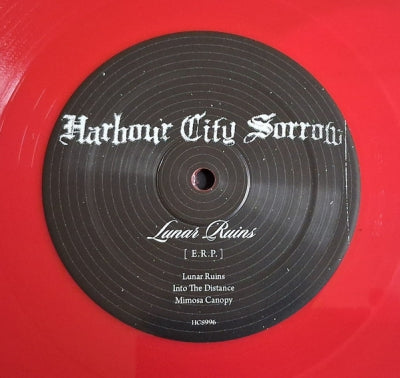 Harbour City Sorrow
Lunar Ruins
[ E.R.P. ]
Lunar Ruins
Into The Distance
Mimosa Canopy
HCS996